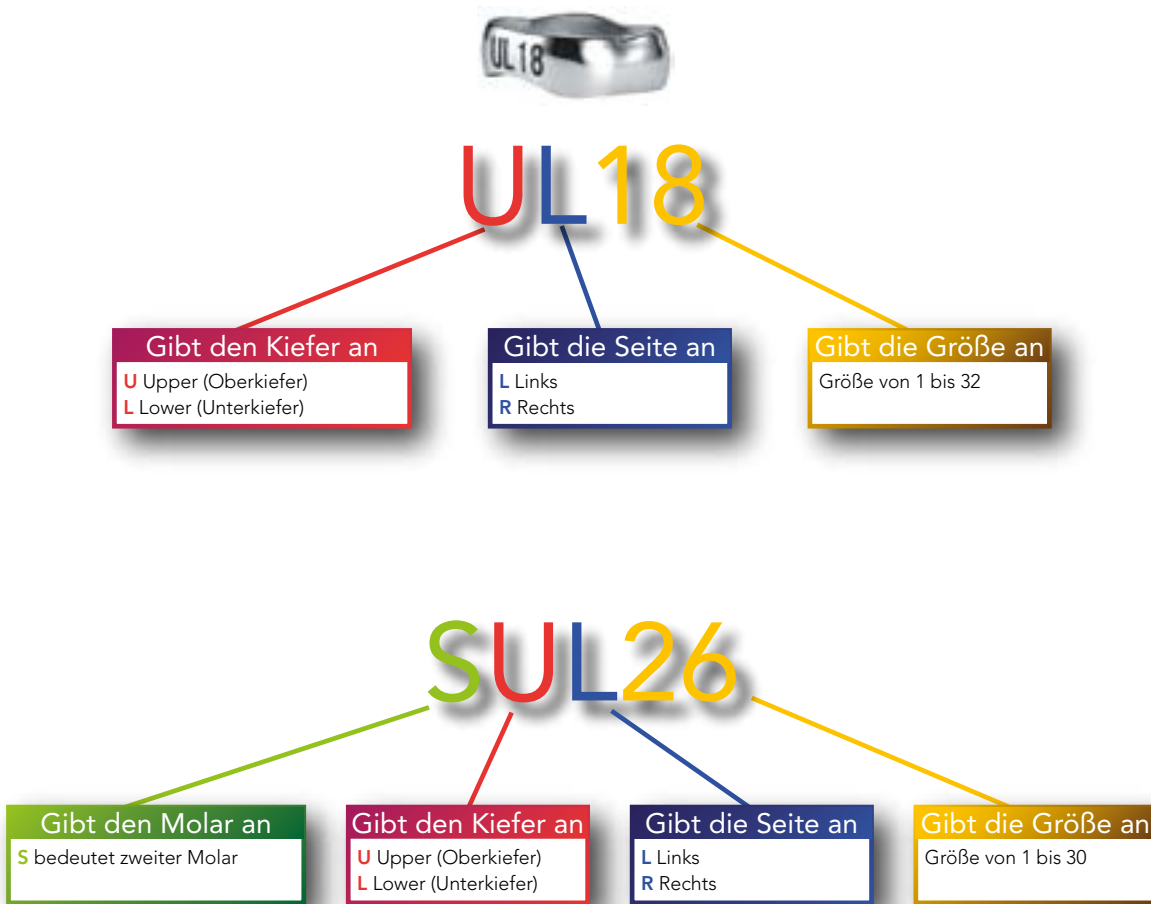 UL18
UL18
Gibt den Kiefer an
U Upper (Oberkiefer)
L Lower (Unterkiefer)
Gibt die Seite an
L Links
R Rechts
Gibt die Größe an
Größe von 1 bis 32
SUL26
Gibt den Molar an
S bedeutet zweiter Molar
Gibt den Kiefer an
U Upper (Oberkiefer)
L Lower (Unterkiefer)
Gibt die Seite an
L Links
R Rechts
Gibt die Größe an
Größe von 1 bis 30